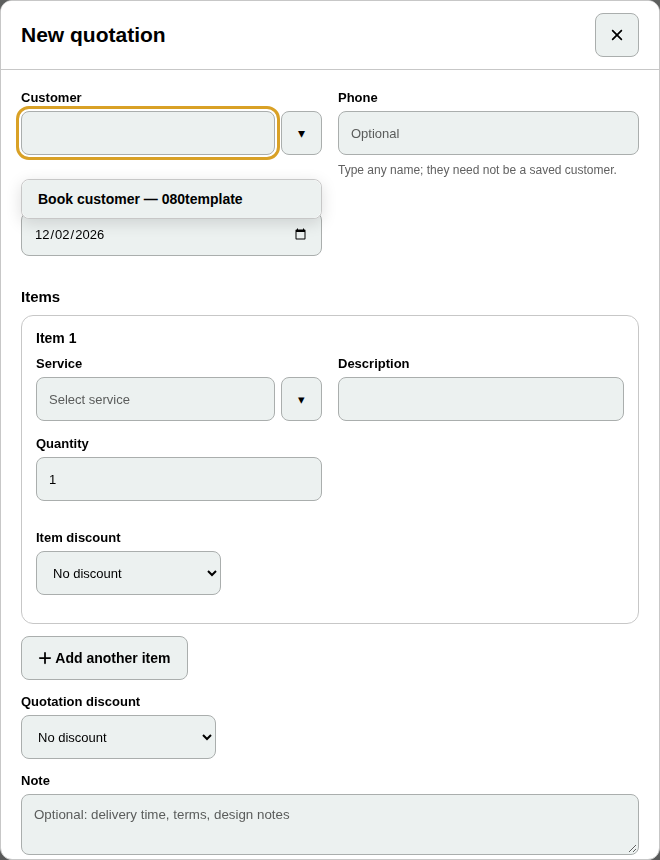 New quotation
Customer
Phone
Optional
Type any name; they need not be a saved customer.
Book customer — 080template
12/02/2026
Items
Item 1
Service
Description
Select service
Quantity
1
Item discount
No discount
Add another item
Quotation discount
No discount
Note
Optional: delivery time, terms, design notes